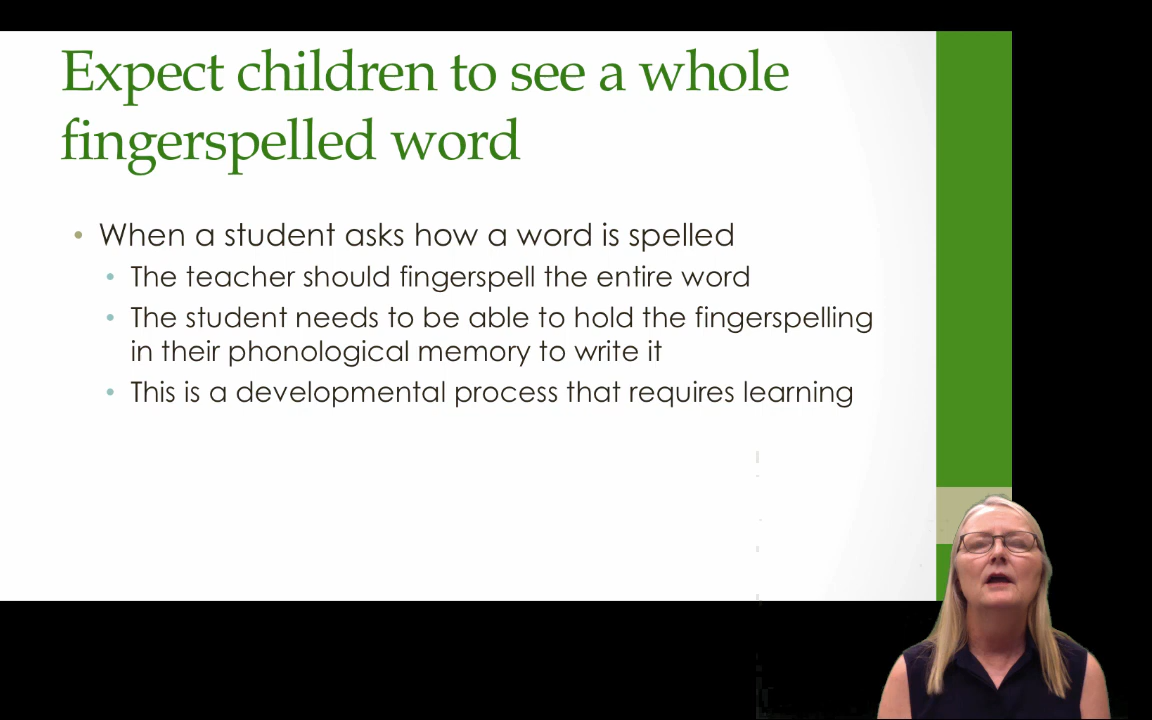 Expect children to see a whole
fingerspelled word
• When a student asks how a word is spelled
• The teacher should fingerspell the entire word
• The student needs to be able to hold the fingerspelling
in their phonological memory to write it
• This is a developmental process that requires learning